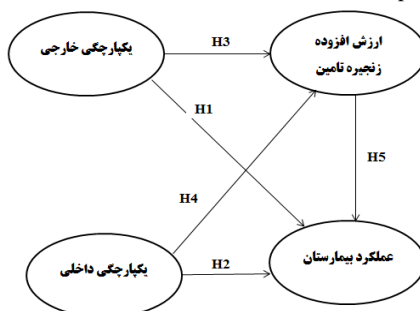 یکپارچگی خارجی
H3
ارزش افزوده
زنجیره تامین
H1
H4
H5
یکپارچگی داخلی
H2
عملکرد بیمارستان